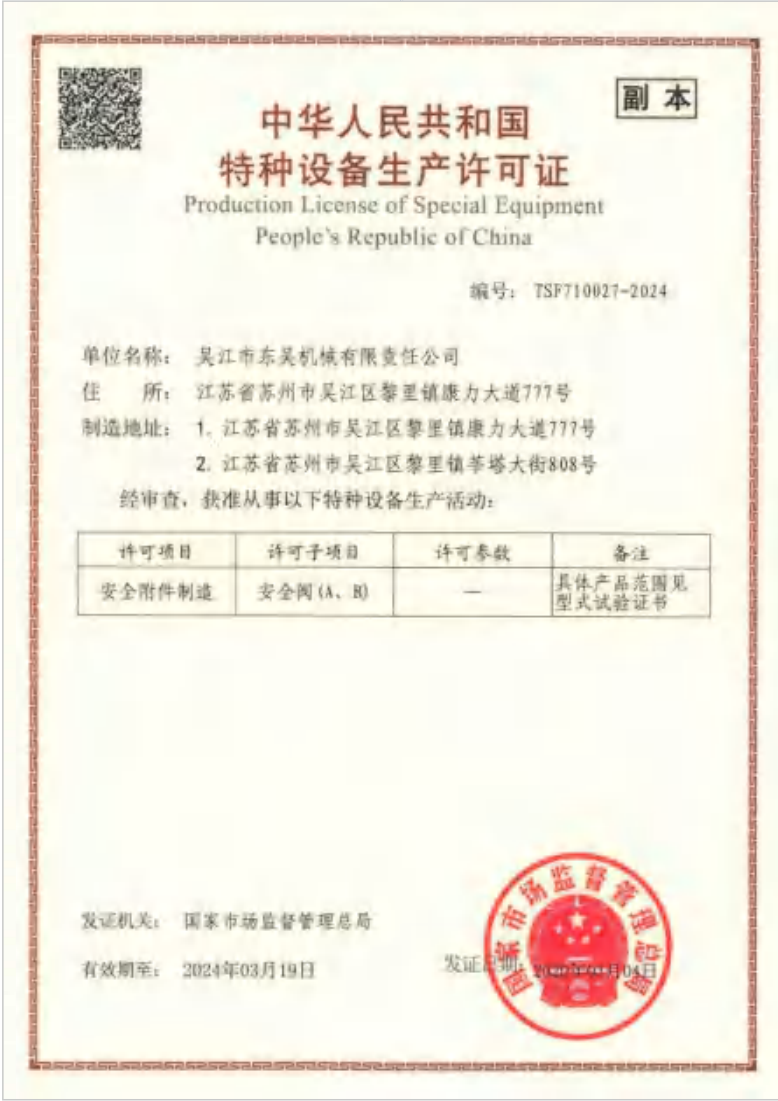 副 本
中华人民共和国
特种设备生产许可证
Production License of Special Equipment
People's Republic of China
编号： TSF710027-2024
单位名称： 吴江市东吴机械有限责任公司
住 所： 江苏省苏州市吴江区黎里镇康力大道777号
制造地址： 1. 江苏省苏州市吴江区黎里镇康力大道777号
2. 江苏省苏州市吴江区黎里镇莘塔大街808号
经审查，获准从事以下特种设备生产活动：
许可项目 许可子项目 许可参数 备注
安全附件制造 安全阀(A、B) — 具体产品范围见
型式试验证书
国家市场监督管理总局
发证机关： 国家市场监督管理总局
有效期至： 2024年03月19日
发证日期： 月04日